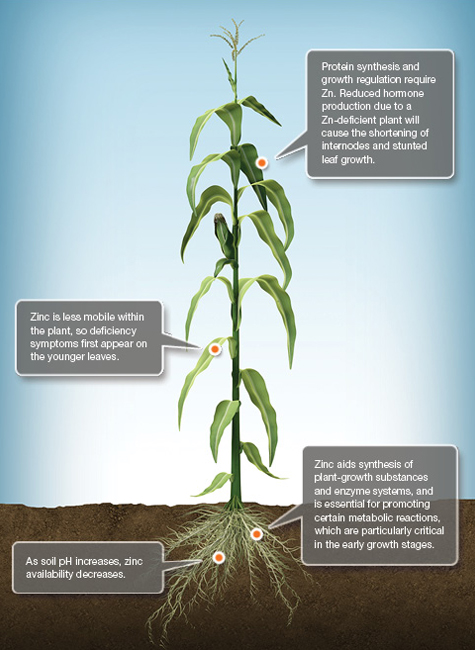 Protein synthesis and
growth regulation require
Zn. Reduced hormone
production due to a
Zn-deficient plant will
cause the shortening of
internodes and stunted
leaf growth.
Zinc is less mobile within
the plant, so deficiency
symptoms first appear on
the younger leaves.
Zinc aids synthesis of
plant-growth substances
and enzyme systems, and
is essential for promoting
certain metabolic reactions,
which are particularly critical
in the early growth stages.
As soil pH increases, zinc
availability decreases.